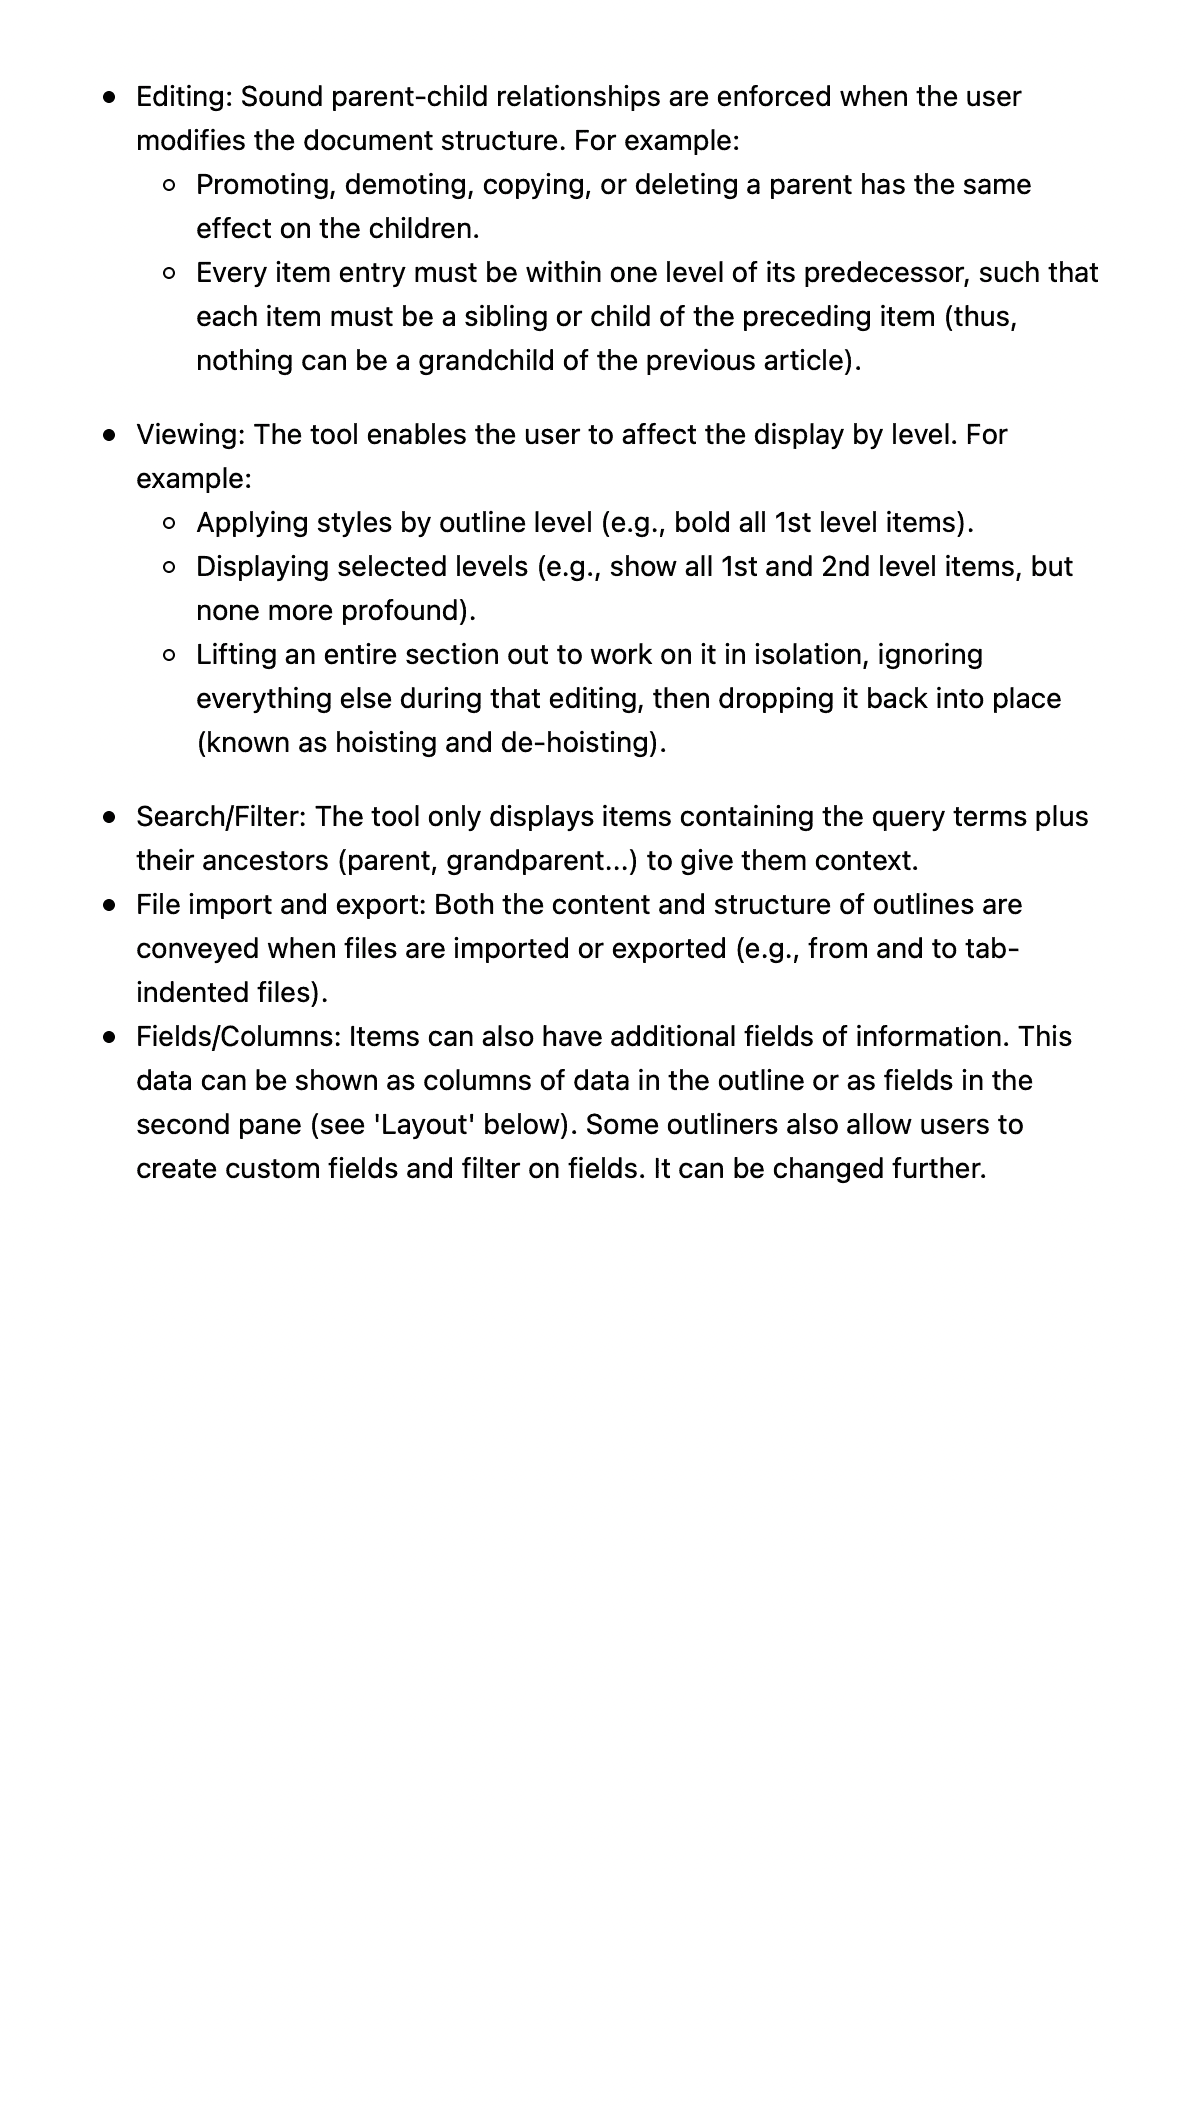 • Editing: Sound parent-child relationships are enforced when the user
modifies the document structure. For example:
◦ Promoting, demoting, copying, or deleting a parent has the same
effect on the children.
◦ Every item entry must be within one level of its predecessor, such that
each item must be a sibling or child of the preceding item (thus,
nothing can be a grandchild of the previous article).
• Viewing: The tool enables the user to affect the display by level. For
example:
◦ Applying styles by outline level (e.g., bold all 1st level items).
◦ Displaying selected levels (e.g., show all 1st and 2nd level items, but
none more profound).
◦ Lifting an entire section out to work on it in isolation, ignoring
everything else during that editing, then dropping it back into place
(known as hoisting and de-hoisting).
• Search/Filter: The tool only displays items containing the query terms plus
their ancestors (parent, grandparent...) to give them context.
• File import and export: Both the content and structure of outlines are
conveyed when files are imported or exported (e.g., from and to tab-
indented files).
• Fields/Columns: Items can also have additional fields of information. This
data can be shown as columns of data in the outline or as fields in the
second pane (see 'Layout' below). Some outliners also allow users to
create custom fields and filter on fields. It can be changed further.